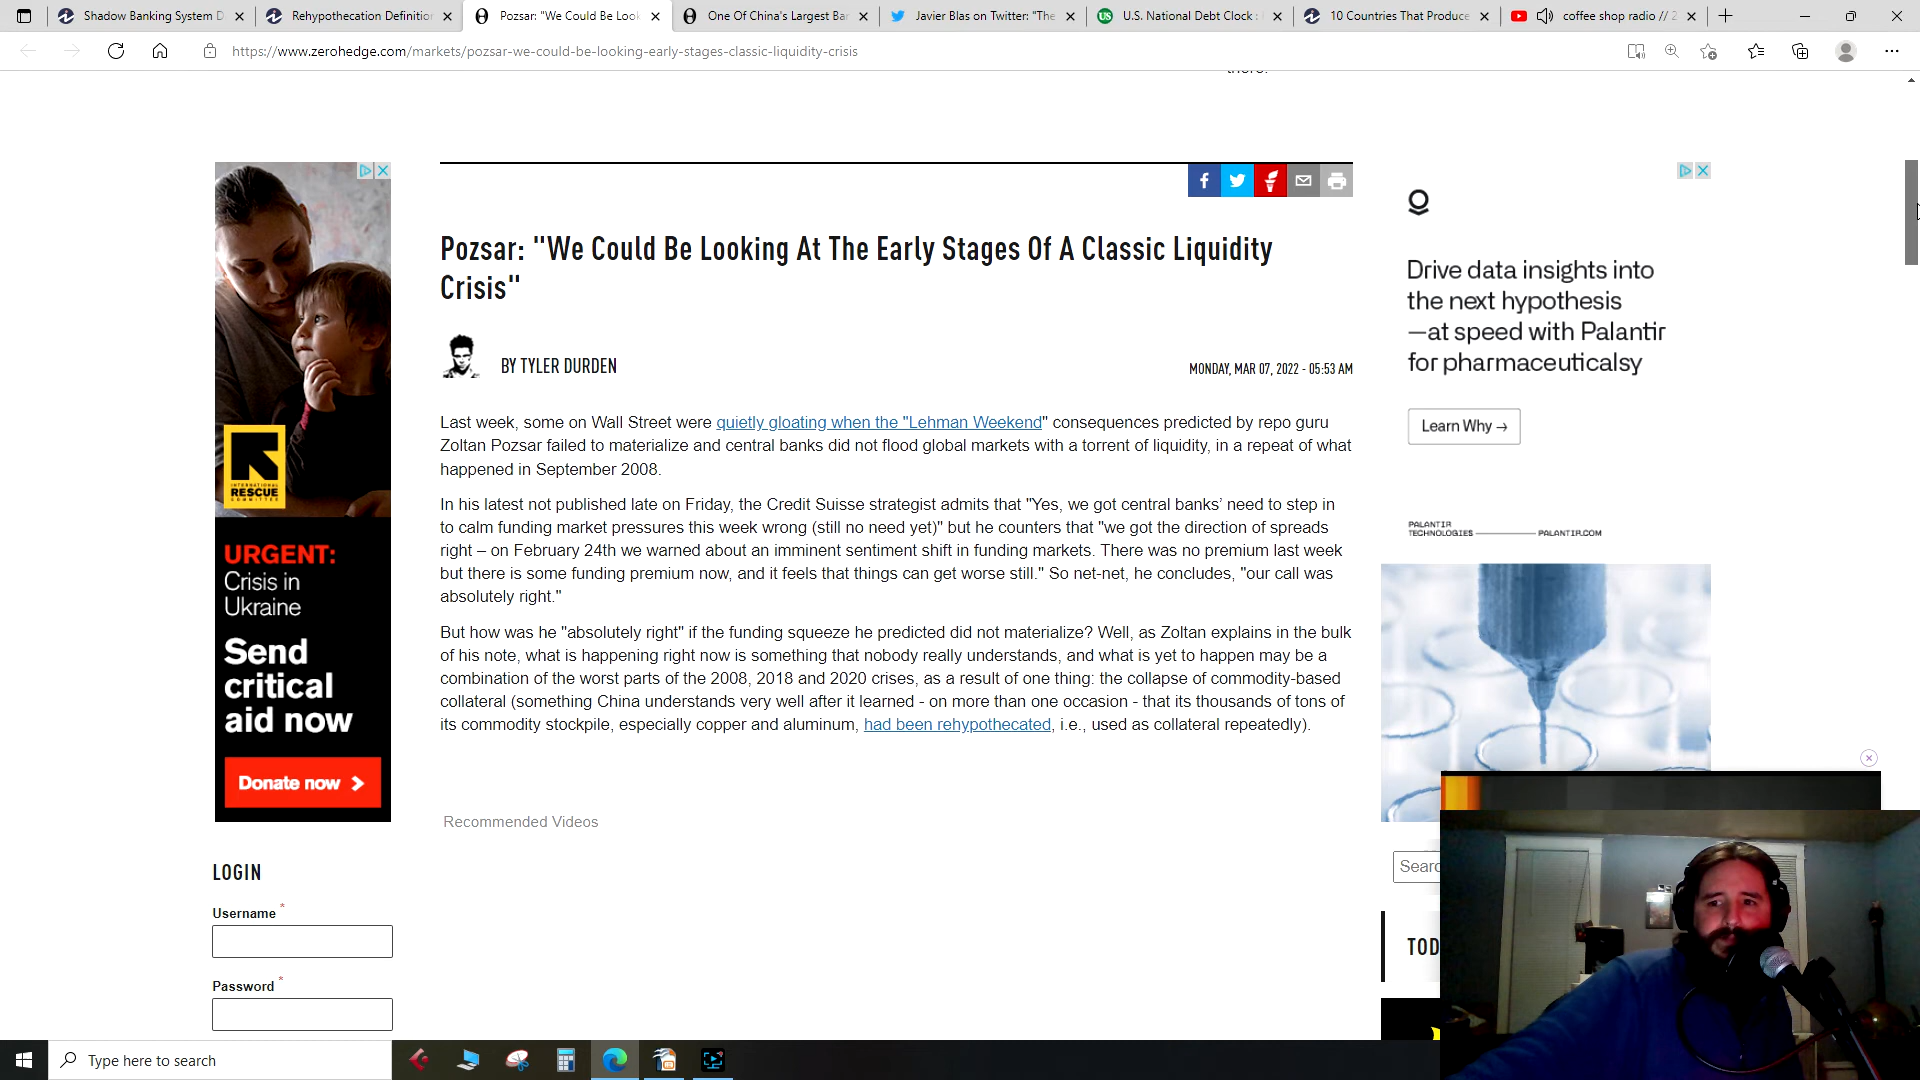 Shadow Banking System D
Rehypothecation Definitio
Pozsar: "We Could Be Look
One Of China's Largest Ba
Javier Blas on Twitter: "The
U.S. National Debt Clock :
10 Countries That Produce
coffee shop radio // 2
https://www.zerohedge.com/markets/pozsar-we-could-be-looking-early-stages-classic-liquidity-crisis
there.
Pozsar: "We Could Be Looking At The Early Stages Of A Classic Liquidity
Crisis"
BY TYLER DURDEN
MONDAY, MAR 07, 2022 - 05:53 AM
Last week, some on Wall Street were quietly gloating when the "Lehman Weekend" consequences predicted by repo guru
Zoltan Pozsar failed to materialize and central banks did not flood global markets with a torrent of liquidity, in a repeat of what
happened in September 2008.
In his latest not published late on Friday, the Credit Suisse strategist admits that "Yes, we got central banks’ need to step in
to calm funding market pressures this week wrong (still no need yet)" but he counters that "we got the direction of spreads
right – on February 24th we warned about an imminent sentiment shift in funding markets. There was no premium last week
but there is some funding premium now, and it feels that things can get worse still." So net-net, he concludes, "our call was
absolutely right."
But how was he "absolutely right" if the funding squeeze he predicted did not materialize? Well, as Zoltan explains in the bulk
of his note, what is happening right now is something that nobody really understands, and what is yet to happen may be a
combination of the worst parts of the 2008, 2018 and 2020 crises, as a result of one thing: the collapse of commodity-based
collateral (something China understands very well after it learned - on more than one occasion - that its thousands of tons of
its commodity stockpile, especially copper and aluminum, had been rehypothecated, i.e., used as collateral repeatedly).
Recommended Videos
INTERNATIONAL
RESCUE
COMMITTEE
URGENT:
Crisis in
Ukraine
Send
critical
aid now
Donate now
LOGIN
Username *
Password *
Drive data insights into
the next hypothesis
—at speed with Palantir
for pharmaceuticalsy
Learn Why →
PALANTIR
TECHNOLOGIES
PALANTIR.COM
Searc
TOD
Type here to search